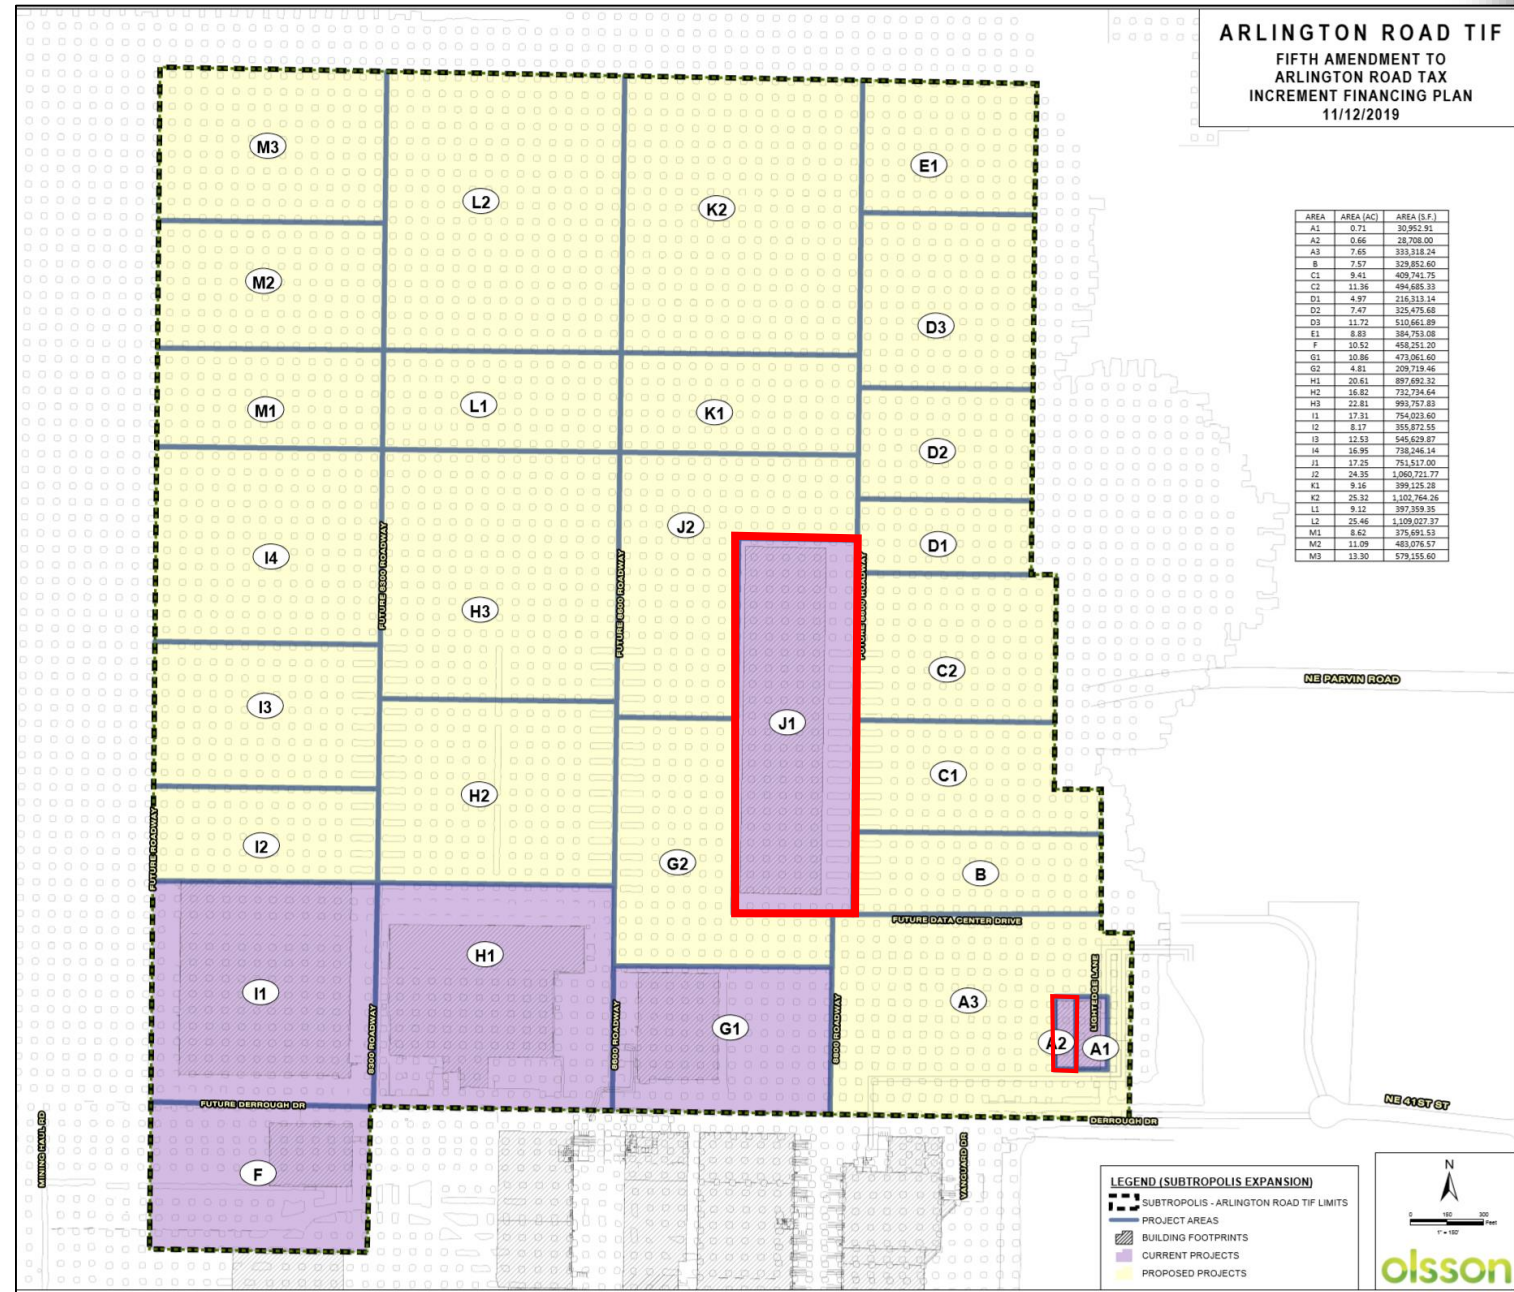 ARLINGTON ROAD TIF
FIFTH AMENDMENT TO
ARLINGTON ROAD TAX
INCREMENT FINANCING PLAN
11/12/2019
AREA AREA (AC) AREA (S.F.)
A1 0.71 30,952.91
A2 0.66 28,708.00
A3 7.65 333,318.24
B 7.57 329,852.60
C1 9.41 409,741.75
C2 11.36 494,685.33
D1 4.97 216,313.14
D2 7.47 325,475.68
D3 11.72 510,661.89
E1 8.83 384,753.08
F 10.52 458,251.20
G1 10.86 473,061.60
G2 4.81 209,719.46
H1 20.61 897,692.32
H2 16.82 732,734.64
H3 22.81 993,757.83
I1 17.31 754,023.60
I2 8.17 355,872.55
I3 12.53 545,629.87
I4 16.95 738,246.14
J1 17.25 751,517.00
J2 24.35 1,060,721.77
K1 9.16 399,125.28
K2 25.32 1,102,764.26
L1 9.12 397,359.35
L2 25.46 1,109,027.37
M1 8.62 375,691.53
M2 11.09 483,076.57
M3 13.30 579,155.60
M3
L2
K2
E1
M2
D3
M1
L1
K1
D2
J2
D1
I4
H3
FUTURE 8300 ROADWAY
FUTURE 8600 ROADWAY
FUTURE 8800 ROADWAY
C2
NE PARVIN ROAD
I3
J1
C1
H2
I2
G2
B
FUTURE ROADWAY
FUTURE DATA CENTER DRIVE
H1
I1
A3
LIGHTEDGE LANE
G1
A2
A1
8300 ROADWAY
8600 ROADWAY
8800 ROADWAY
FUTURE DERROUGH DR
NE 41ST ST
DERROUGH DR
MINING HAUL RD
F
VANGUARD DR
LEGEND (SUBTROPOLIS EXPANSION)
SUBTROPOLIS - ARLINGTON ROAD TIF LIMITS
PROJECT AREAS
BUILDING FOOTPRINTS
CURRENT PROJECTS
PROPOSED PROJECTS
N
0 150 300
Feet
1" = 150'
olsson